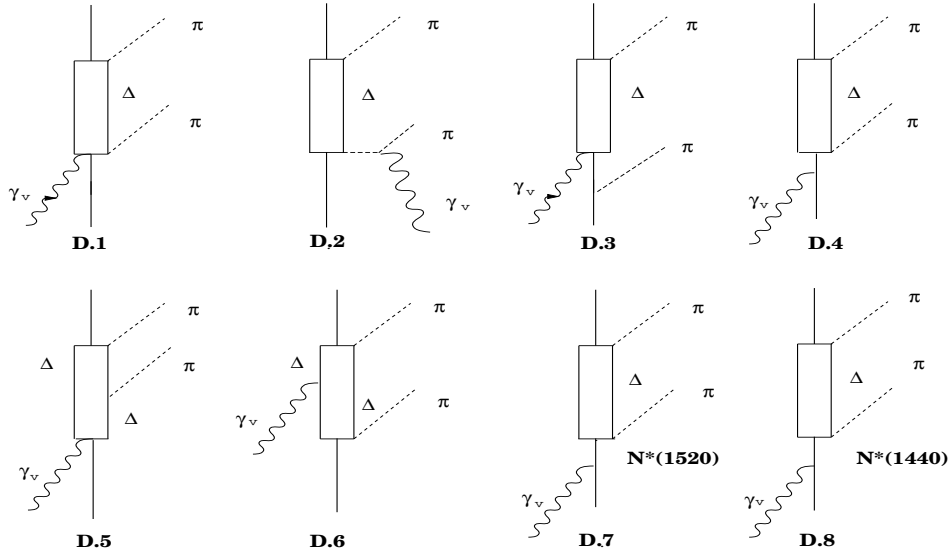 π
Δ
π
γv
D.1
π
Δ
π
γv
D.2
π
Δ
π
γv
D.3
π
Δ
π
γv
D.4
π
Δ
π
Δ
γv
D.5
π
Δ
Δ
π
γv
D.6
π
Δ
π
N*(1520)
γv
D.7
π
Δ
π
N*(1440)
γv
D.8